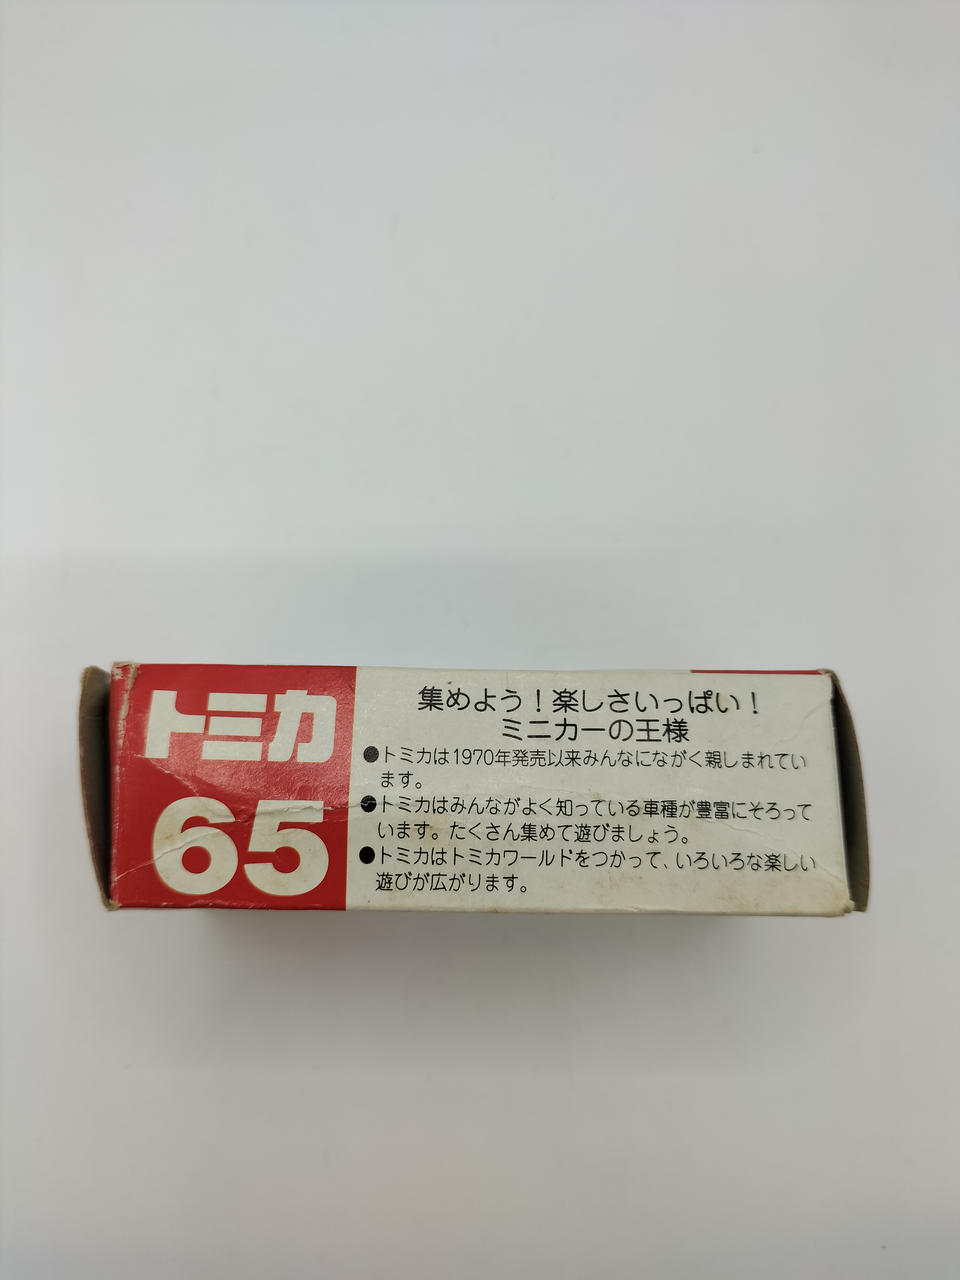 トミカ
65
集めよう！楽しさいっぱい！
ミニカーの王様
●トミカは1970年発売以来みんなにながく親しまれてい
ます。
●トミカはみんながよく知っている車種が豊富にそろって
います。たくさん集めて遊びましょう。
●トミカはトミカワールドをつかって、いろいろな楽しい
遊びが広がります。